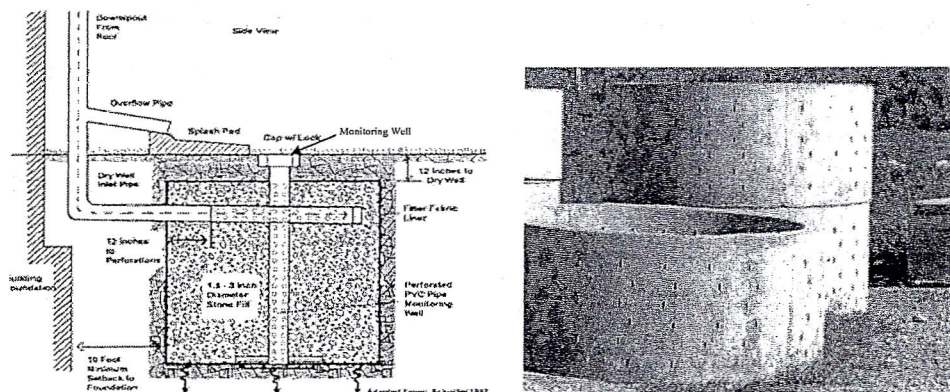 Downspout
From
Roof
Side View
Overflow Pipe
Splash Pad
Cap w/ Lock
Monitoring Well
Dry Well
Inlet Pipe
12 Inches to
Dry Well
Filter Fabric
Liner
12 Inches
to
Perforations
Building
Foundation
1.5 - 3 Inch
Diameter
Stone Fill
Perforated
PVC Pipe
Monitoring
Well
10 Foot
Minimum
Setback to
Foundation
Adapted From: